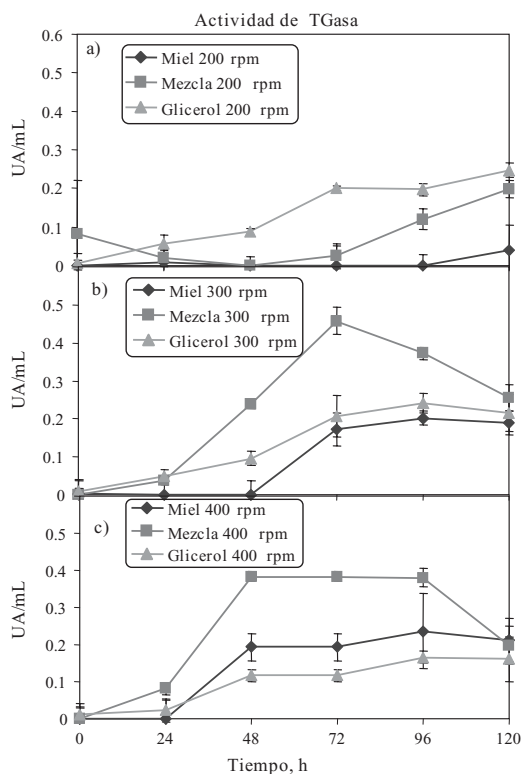 Actividad de TGasa
a)
Miel 200 rpm
Mezcla 200 rpm
Glicerol 200 rpm
UA/mL
0.6
0.5
0.4
0.3
0.2
0.1
0
b)
Miel 300 rpm
Mezcla 300 rpm
Glicerol 300 rpm
UA/mL
0.5
0.4
0.3
0.2
0.1
0
c)
Miel 400 rpm
Mezcla 400 rpm
Glicerol 400 rpm
UA/mL
0.5
0.4
0.3
0.2
0.1
0
0 24 48 72 96 120
Tiempo, h